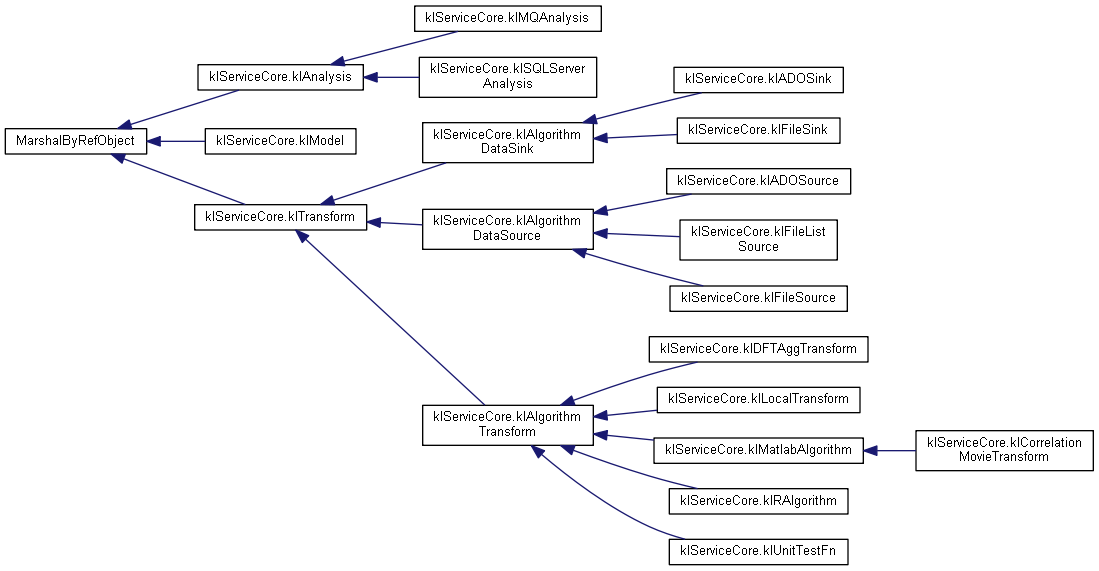 klServiceCore.klMQAnalysis
klServiceCore.klAnalysis
klServiceCore.klSQLServer
Analysis
MarshalByRefObject
klServiceCore.klModel
klServiceCore.klADOSink
klServiceCore.klAlgorithm
DataSink
klServiceCore.klFileSink
klServiceCore.klTransform
klServiceCore.klADOSource
klServiceCore.klAlgorithm
DataSource
klServiceCore.klFileList
Source
klServiceCore.klFileSource
klServiceCore.klDFTAggTransform
klServiceCore.klLocalTransform
klServiceCore.klAlgorithm
Transform
klServiceCore.klMatlabAlgorithm
klServiceCore.klCorrelation
MovieTransform
klServiceCore.klRAlgorithm
klServiceCore.klUnitTestFn